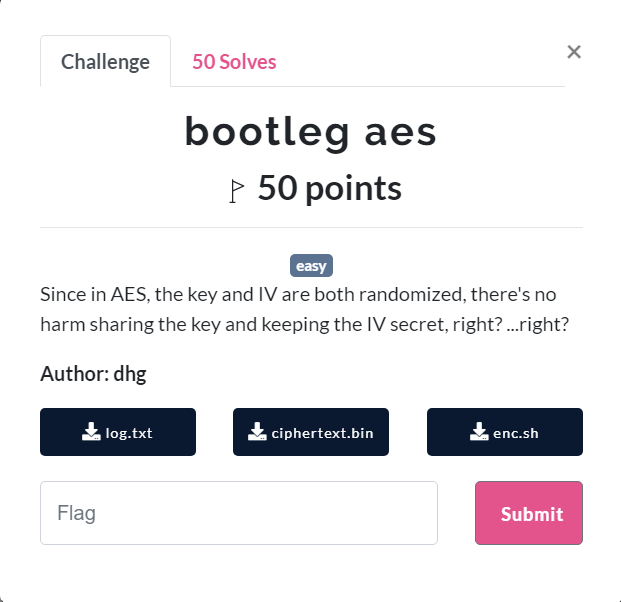 Challenge
50 Solves
×
bootleg aes
50 points
easy
Since in AES, the key and IV are both randomized, there's no
harm sharing the key and keeping the IV secret, right? ...right?
Author: dhg
log.txt
ciphertext.bin
enc.sh
Flag
Submit